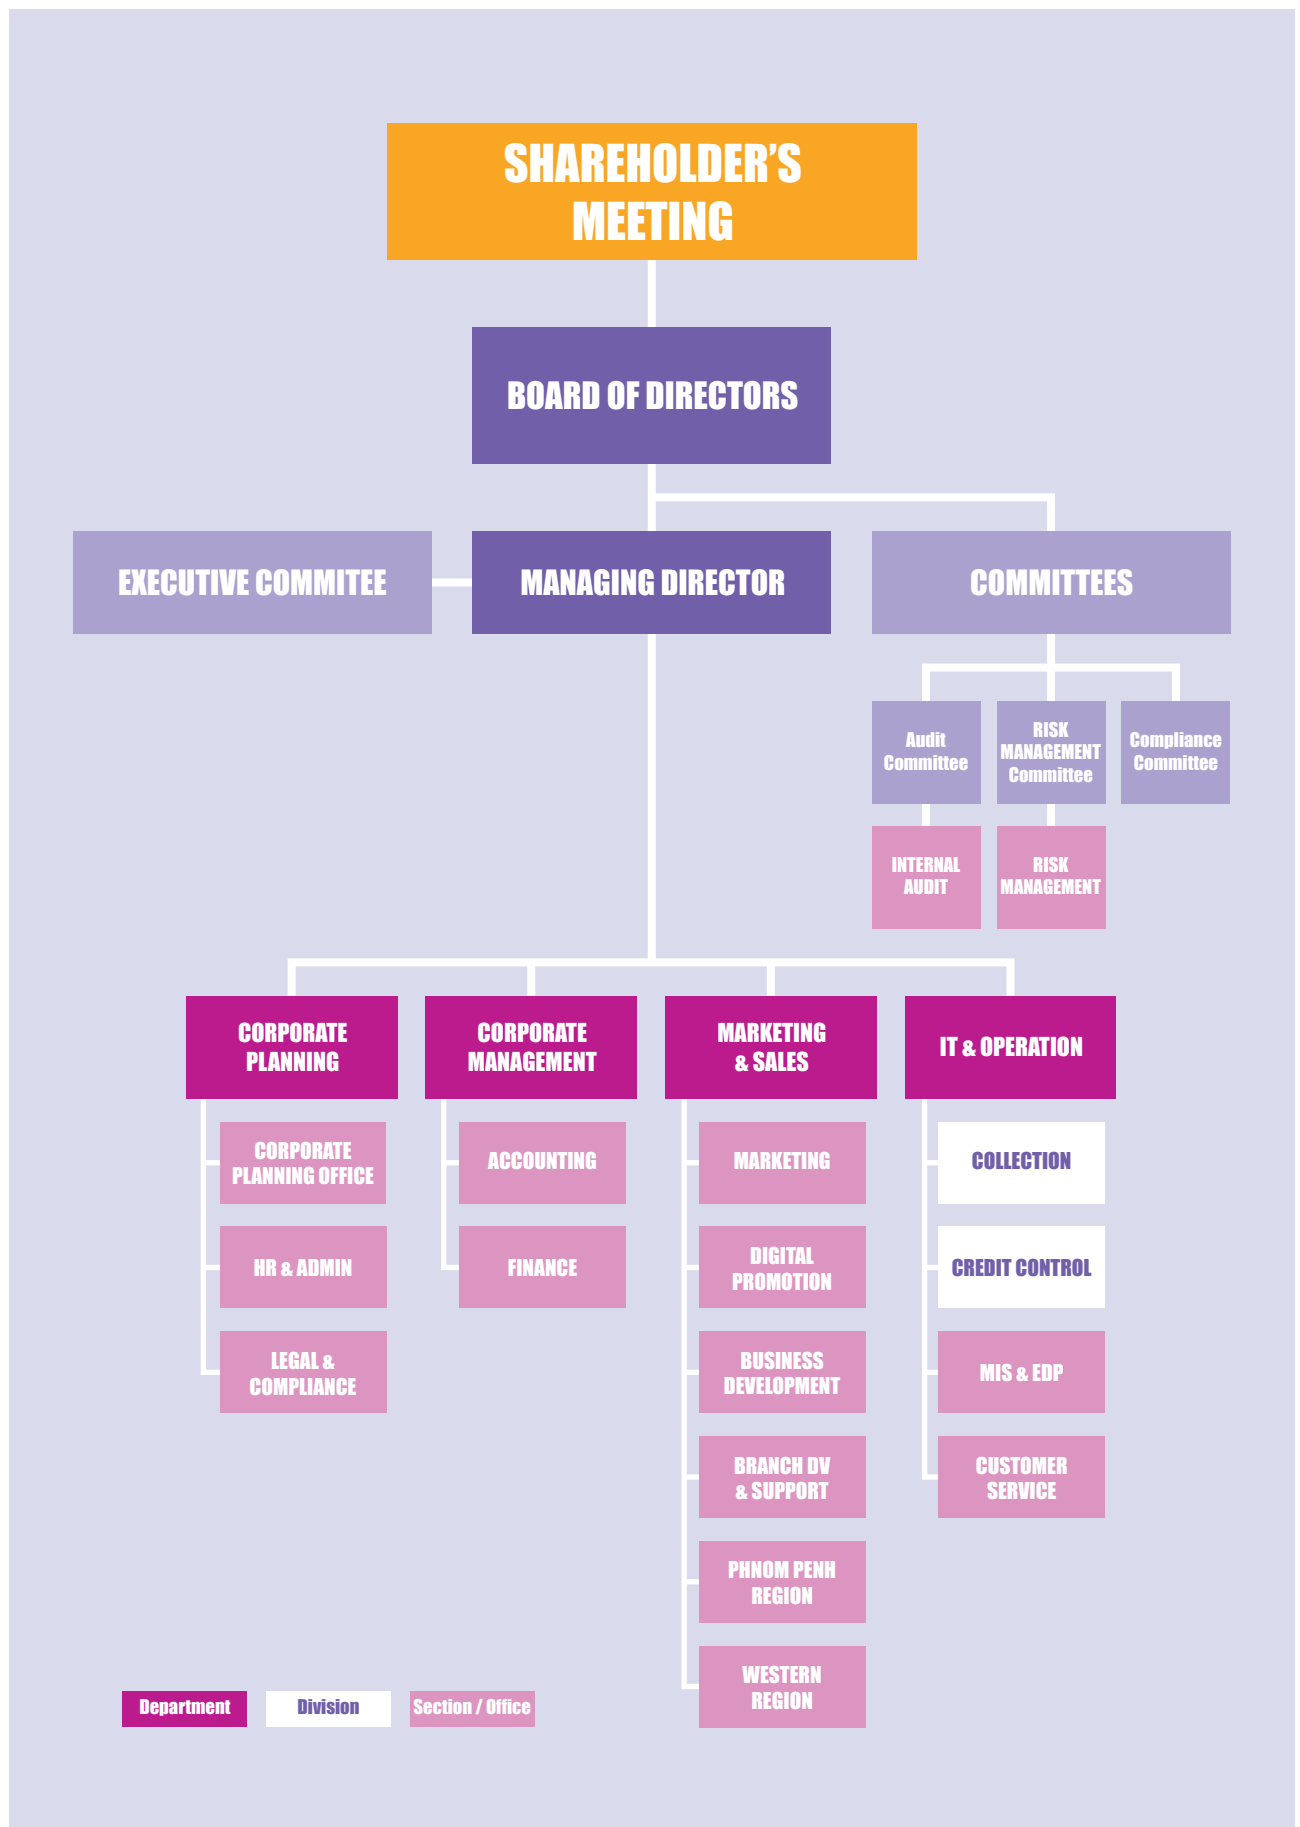 SHAREHOLDER’S
MEETING
BOARD OF DIRECTORS
EXECUTIVE COMMITEE
MANAGING DIRECTOR
COMMITTEES
Audit
Committee
RISK
MANAGEMENT
Committee
Compliance
Committee
INTERNAL
AUDIT
RISK
MANAGEMENT
CORPORATE
PLANNING
CORPORATE
MANAGEMENT
MARKETING
& SALES
IT & OPERATION
CORPORATE
PLANNING OFFICE
HR & ADMIN
LEGAL &
COMPLIANCE
ACCOUNTING
FINANCE
MARKETING
DIGITAL
PROMOTION
BUSINESS
DEVELOPMENT
BRANCH DV
& SUPPORT
PHNOM PENH
REGION
WESTERN
REGION
COLLECTION
CREDIT CONTROL
MIS & EDP
CUSTOMER
SERVICE
Department
Division
Section / Office